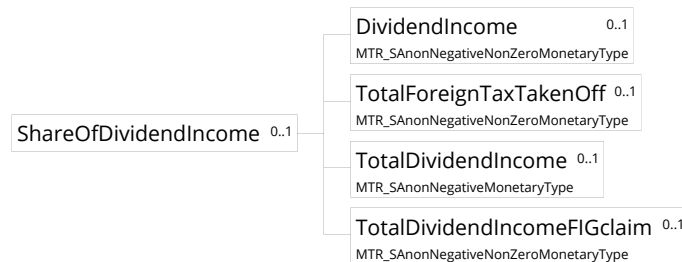 DividendIncome 0..1
MTR_SAnonNegativeNonZeroMonetaryType
TotalForeignTaxTakenOff 0..1
MTR_SAnonNegativeNonZeroMonetaryType
ShareOfDividendIncome 0..1
TotalDividendIncome 0..1
MTR_SAnonNegativeMonetaryType
TotalDividendIncomeFIGclaim 0..1
MTR_SAnonNegativeNonZeroMonetaryType